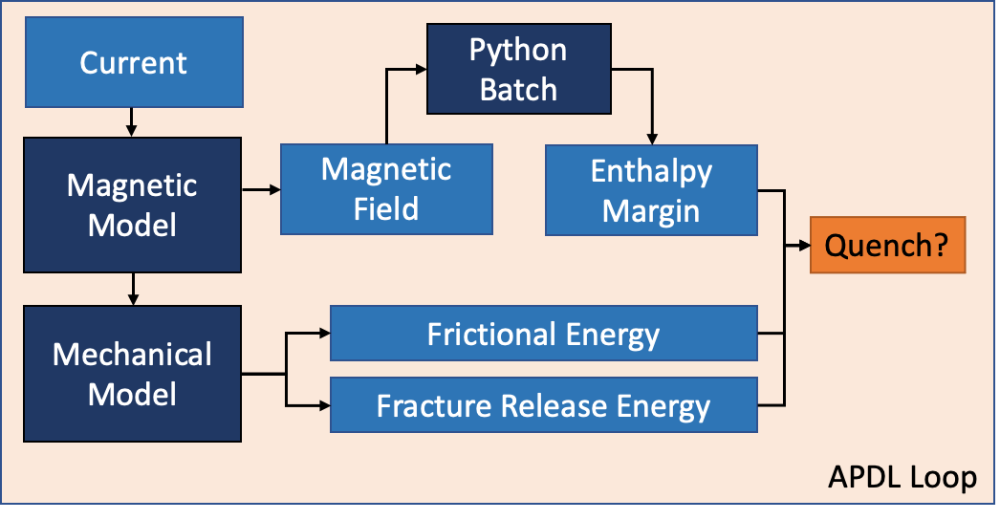 Current
Python
Batch
Magnetic
Model
Magnetic
Field
Enthalpy
Margin
Quench?
Mechanical
Model
Frictional Energy
Fracture Release Energy
APDL Loop